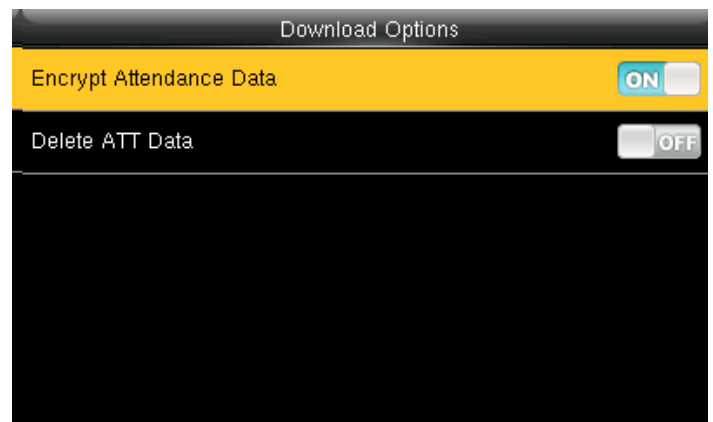 Download Options
Encrypt Attendance Data ON
Delete ATT Data OFF